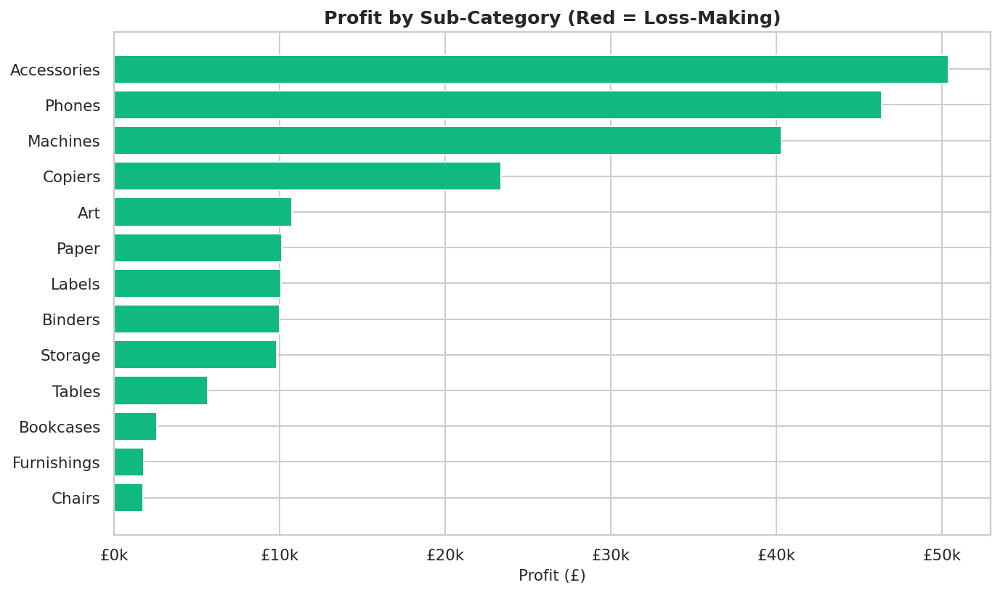 Profit by Sub-Category (Red = Loss-Making)
Accessories
Phones
Machines
Copiers
Art
Paper
Labels
Binders
Storage
Tables
Bookcases
Furnishings
Chairs
£0k £10k £20k £30k £40k £50k
Profit (£)